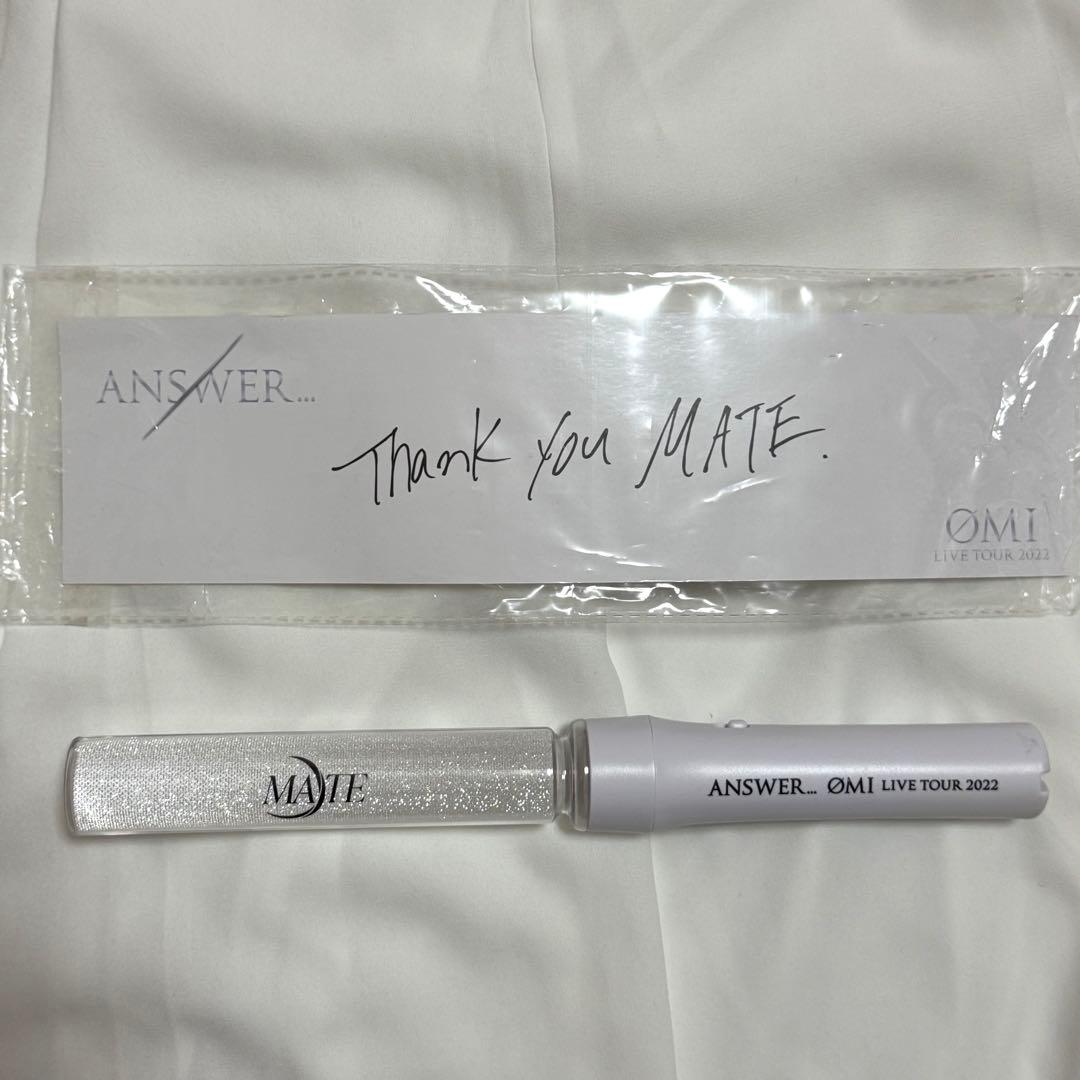 ANSWER...
Thank you MATE.
ØMI
LIVE TOUR 2022
MATE
ANSWER... ØMI LIVE TOUR 2022